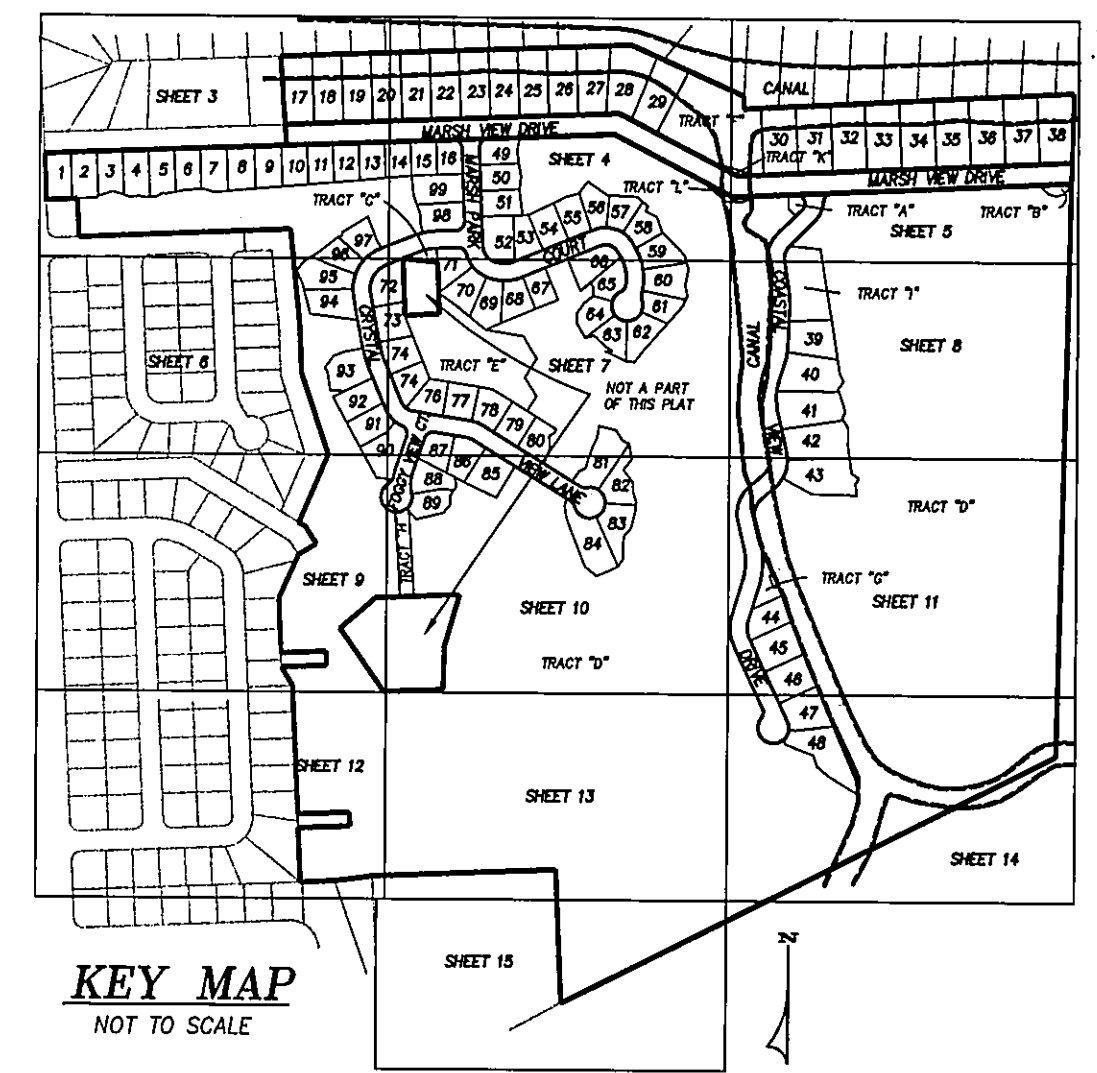 SHEET 3
17 18 19 20 21 22 23 24 25 26 27 28 29
CANAL
MARSH VIEW DRIVE
30 31 32 33 34 35 36 37 38
TRACT "K"
MARSH VIEW DRIVE
1 2 3 4 5 6 7 8 9 10 11 12 13 14 15 16
MARSH PARK
COURT
49
50
51
52 53 54 55 56 57 58 59 60 61 62 63 64 65 66 67 68 69 70 71
SHEET 4
TRACT "L"
TRACT "A"
TRACT "B"
SHEET 5
TRACT "C"
99
98
97
96
95
94
72
73
74
74
76 77 78 79 80
CRYSTAL
VIEW LANE
93
92
91
90
TRACT "E"
SHEET 7
NOT A PART
OF THIS PLAT
SHEET 6
FOGGY VIEW CT
87
86
85
88
89
81
82
83
84
TRACT "H"
CANAL
COASTAL
VIEW
DRIVE
TRACT "I"
39
40
41
42
43
SHEET 8
TRACT "D"
SHEET 9
SHEET 10
TRACT "D"
TRACT "G"
SHEET 11
44
45
46
47
48
SHEET 12
SHEET 13
SHEET 14
SHEET 15
KEY MAP
NOT TO SCALE
N